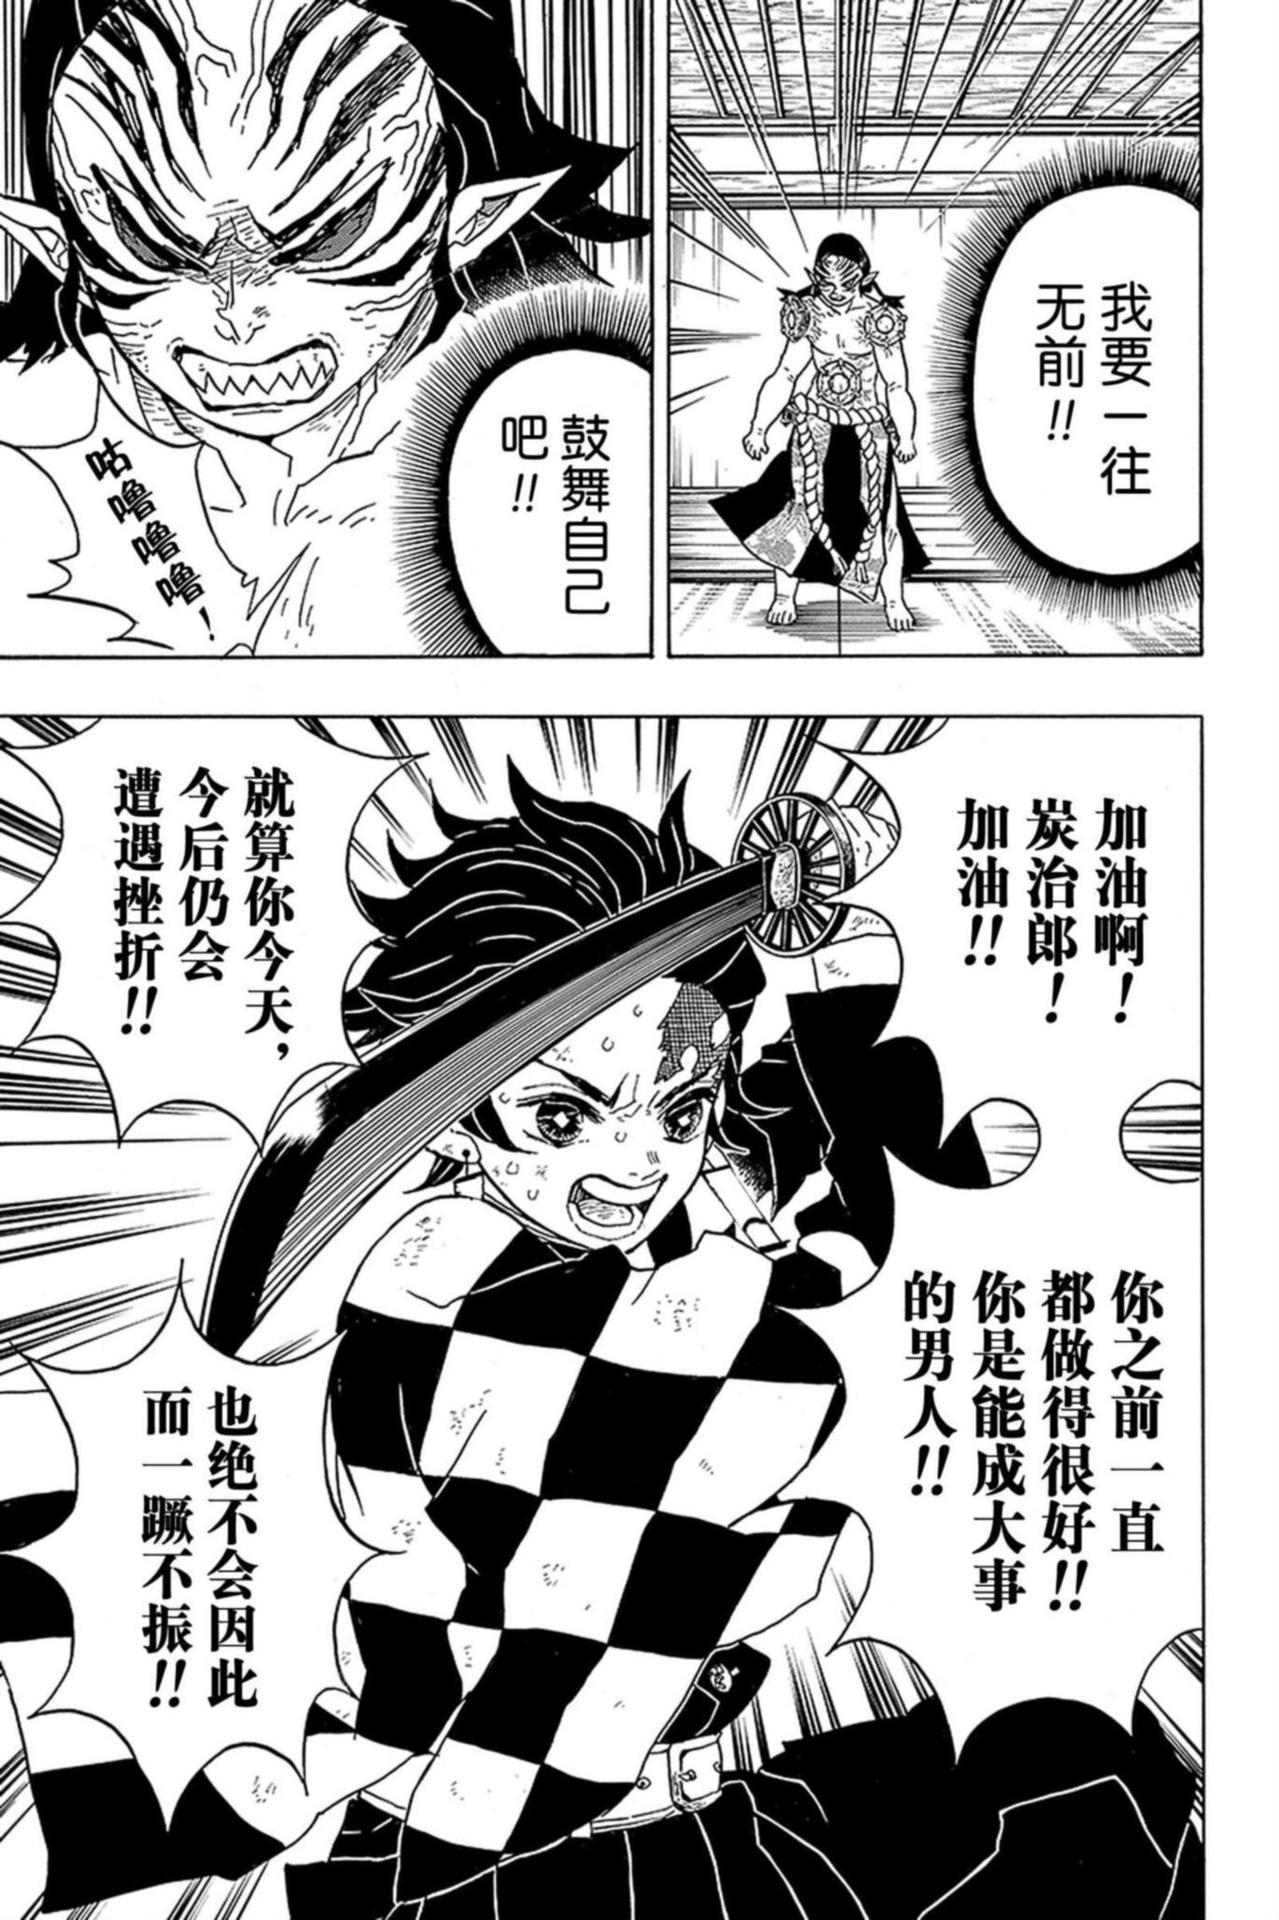 我要一往
无前!!
鼓舞自己
吧!!
咕噜噜噜!
加油啊!
炭治郎!
加油!!
你之前一直
都做得很好!!
你是能成大事
的男人!!
就算你今天,
今后仍会
遭遇挫折!!
也绝不会因此
而一蹶不振!!